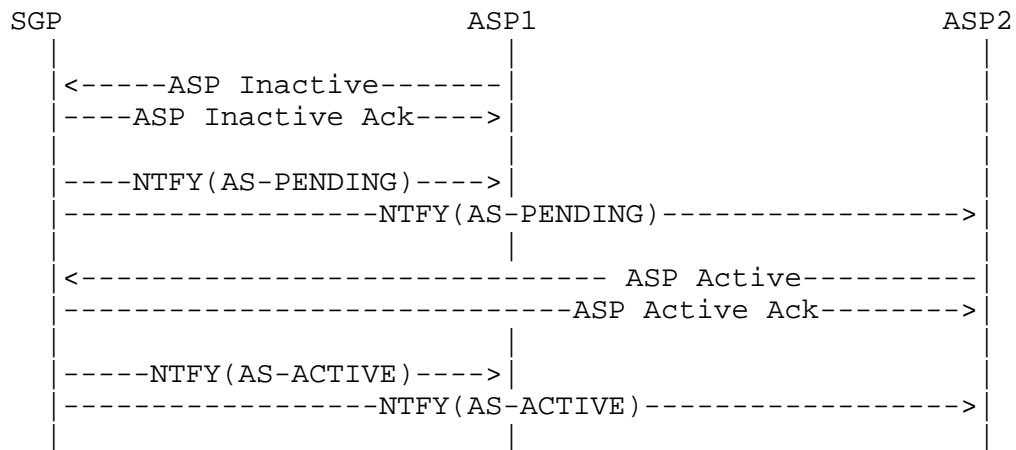 SGP                         ASP1                        ASP2
  |                          |                           |
  |<-----ASP Inactive-------|                           |
  |----ASP Inactive Ack---->|                           |
  |                          |                           |
  |----NTFY(AS-PENDING)---->|                           |
  |------------------NTFY(AS-PENDING)----------------->|
  |                          |                           |
  |<------------------------------ ASP Active----------|
  |-----------------------------ASP Active Ack-------->|
  |                          |                           |
  |-----NTFY(AS-ACTIVE)---->|                           |
  |------------------NTFY(AS-ACTIVE)------------------>|
  |                          |                           |